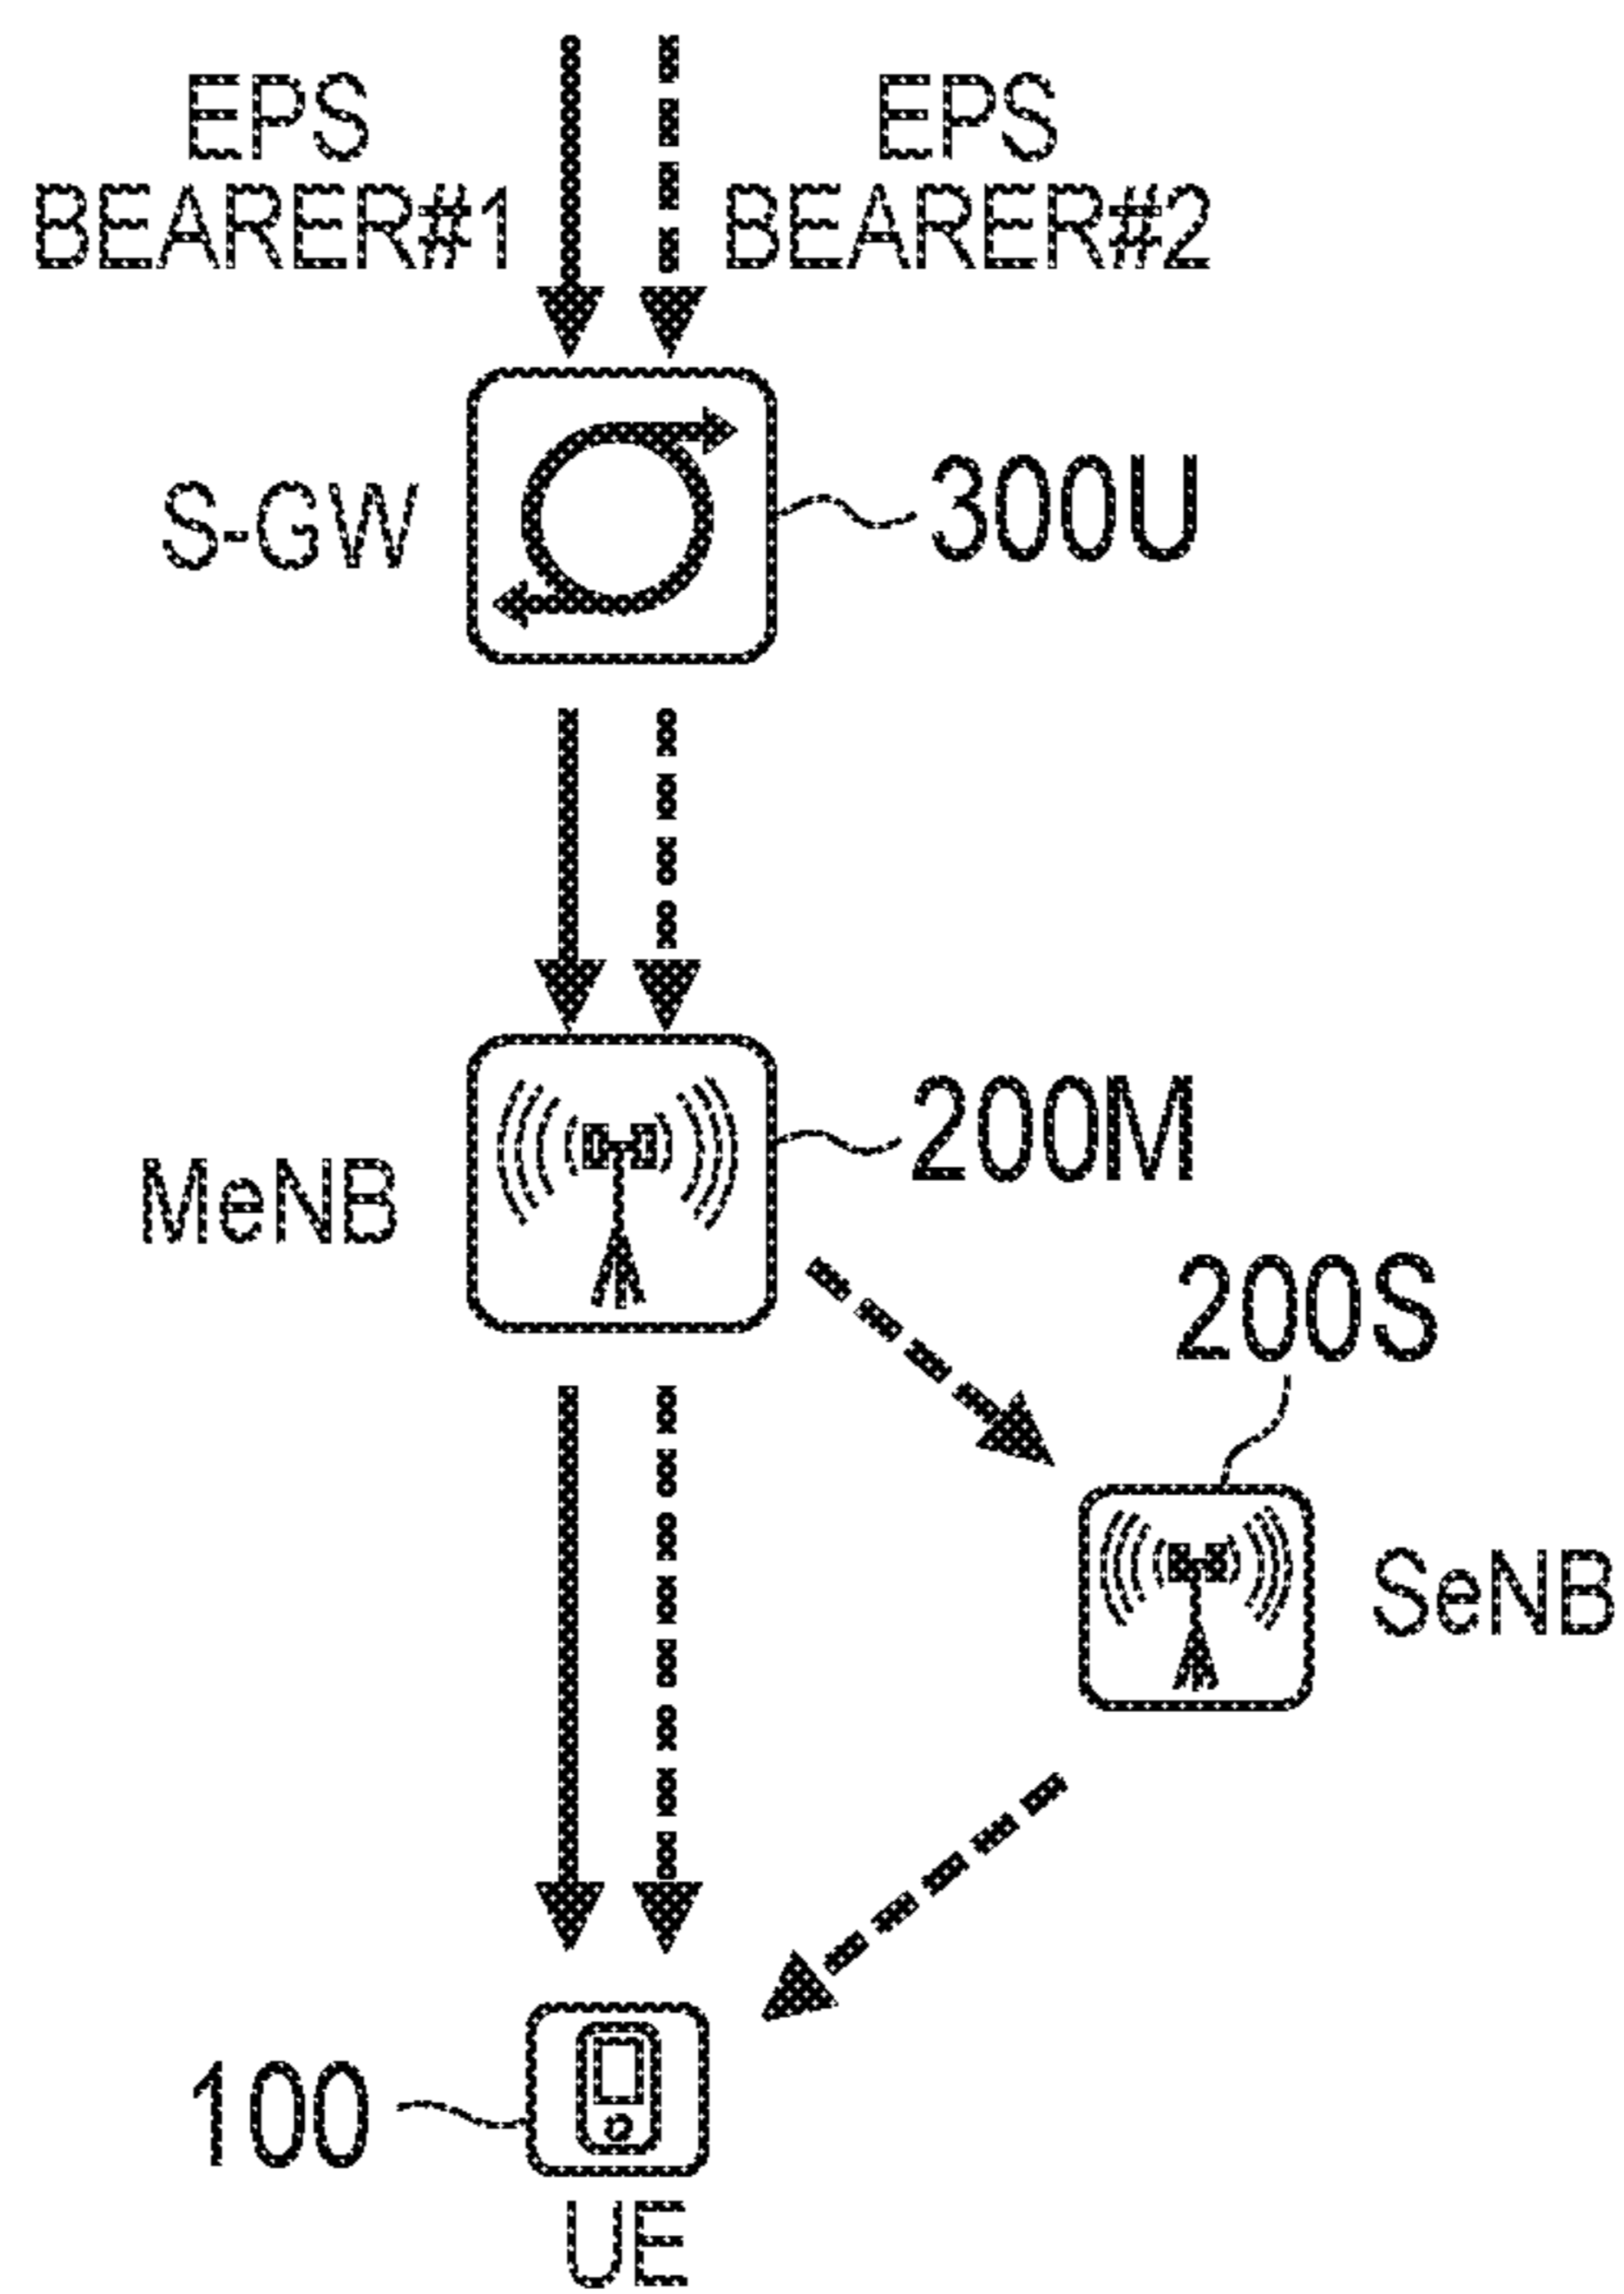 EPS
BEARER#1
EPS
BEARER#2
S-GW
300U
MeNB
200M
200S
SeNB
100
UE